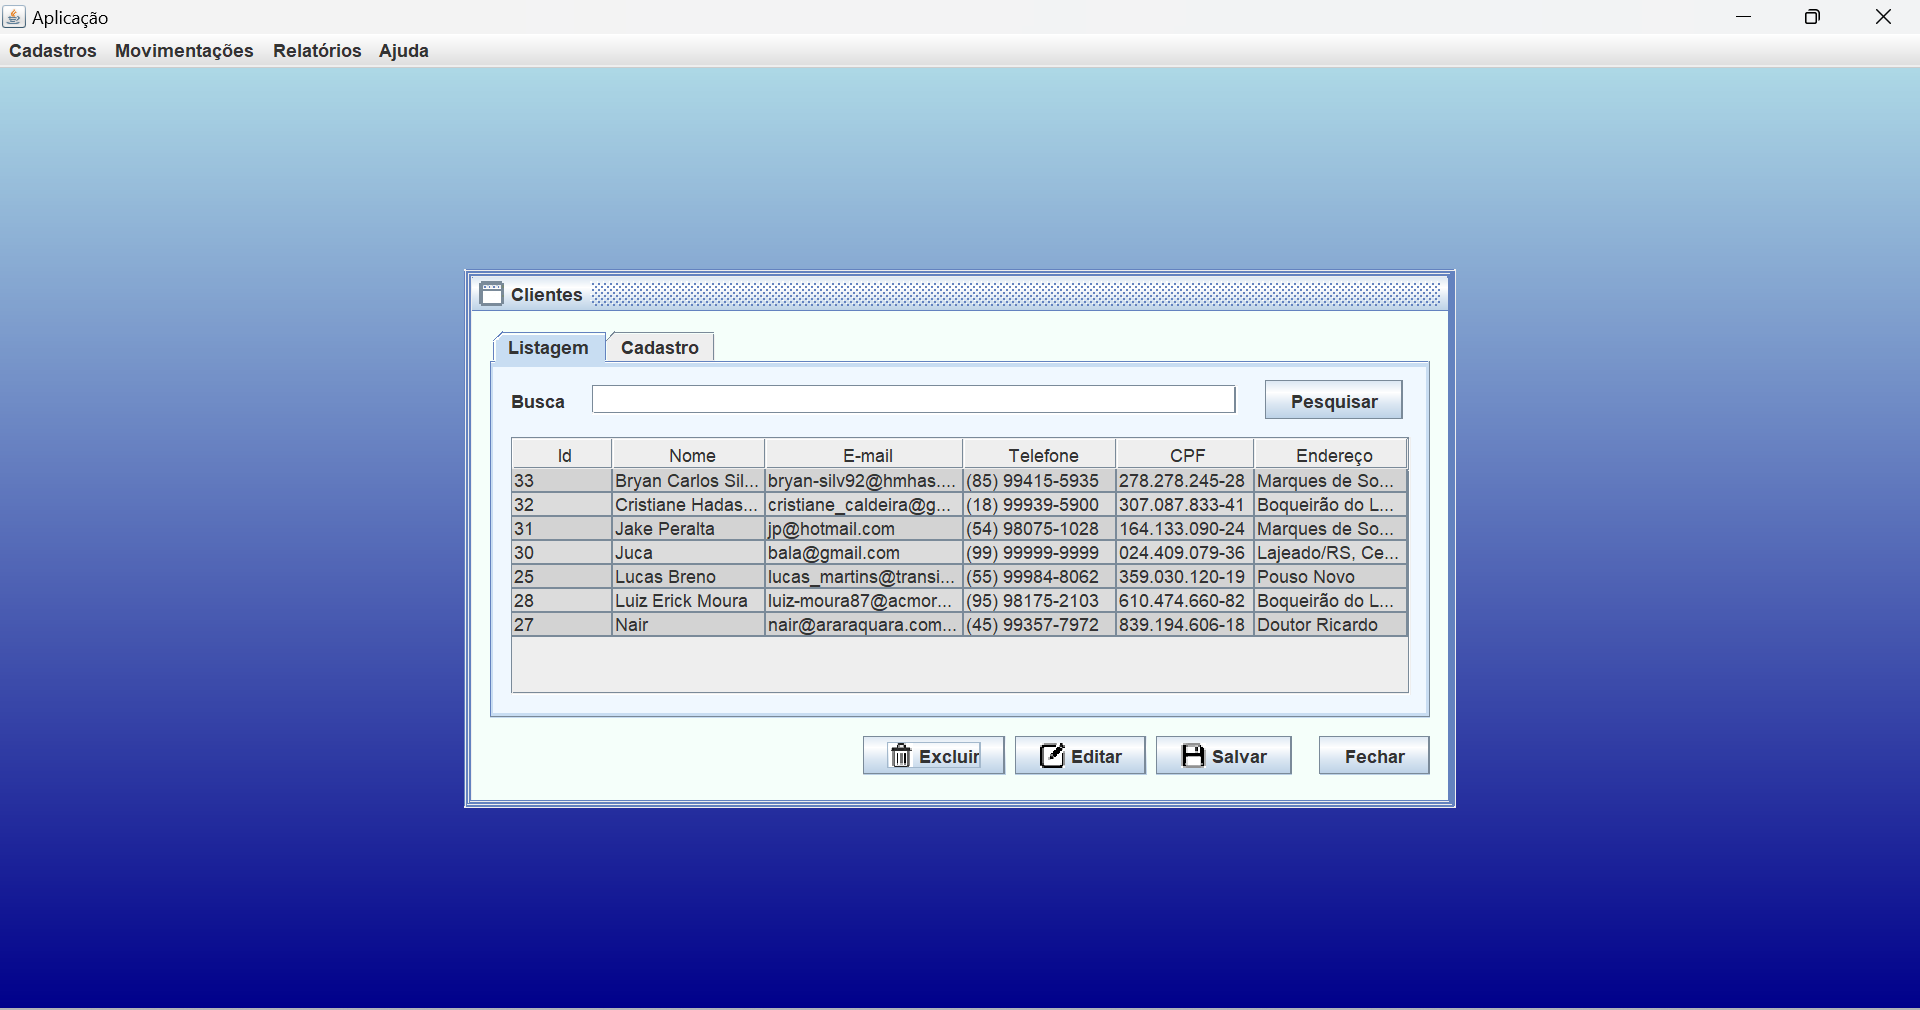 Aplicação
Cadastros Movimentações Relatórios Ajuda
Clientes
Listagem Cadastro
Busca Pesquisar
Id Nome E-mail Telefone CPF Endereço
33 Bryan Carlos Sil... bryan-silv92@hmhas.... (85) 99415-5935 278.278.245-28 Marques de So...
32 Cristiane Hadas... cristiane_caldeira@g... (18) 99939-5900 307.087.833-41 Boqueirão do L...
31 Jake Peralta jp@hotmail.com (54) 98075-1028 164.133.090-24 Marques de So...
30 Juca bala@gmail.com (99) 99999-9999 024.409.079-36 Lajeado/RS, Ce...
25 Lucas Breno lucas_martins@transi... (55) 99984-8062 359.030.120-19 Pouso Novo
28 Luiz Erick Moura luiz-moura87@acmor... (95) 98175-2103 610.474.660-82 Boqueirão do L...
27 Nair nair@araraquara.com... (45) 99357-7972 839.194.606-18 Doutor Ricardo
Excluir Editar Salvar Fechar